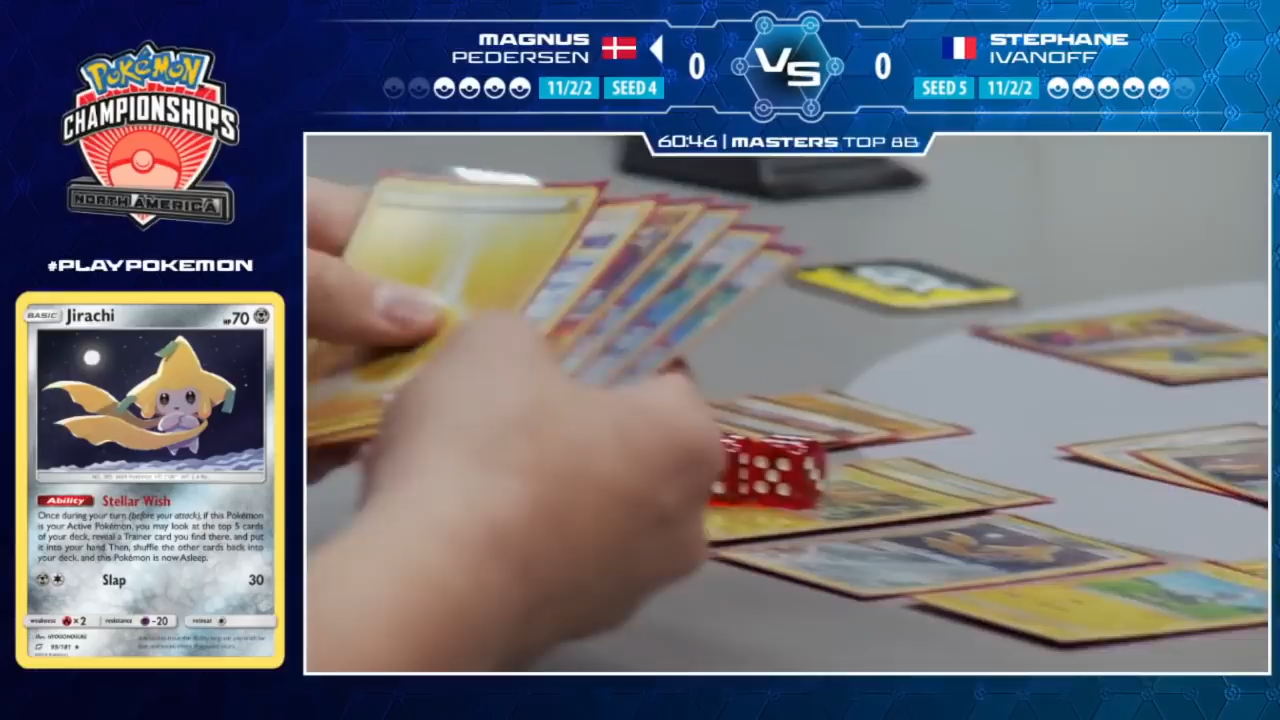 POKÉMON
CHAMPIONSHIPS
NORTH AMERICA
#PLAYPOKEMON
MAGNUS
PEDERSEN
0
VS
0
STEPHANE
IVANOFF
11/2/2
SEED 4
SEED 5
11/2/2
60:46 | MASTERS TOP 8B
BASIC
Jirachi
HP70
Ability
Stellar Wish
Once during your turn (before your attack), if this Pokémon
is your Active Pokémon, you may look at the top 5 cards
of your deck, reveal a Trainer card you find there, and put
it into your hand. Then, shuffle the other cards back into
your deck, and this Pokémon is now Asleep.
Slap
30
weakness ×2
resistance -20
retreat
99/181